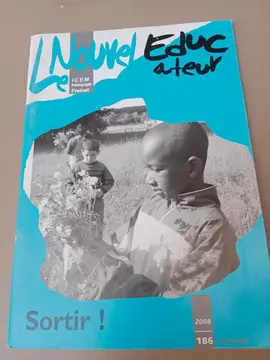 Le Nouvel Educ
ateur
ICEM
Pédagogie
Freinet
Sortir !
2008
186